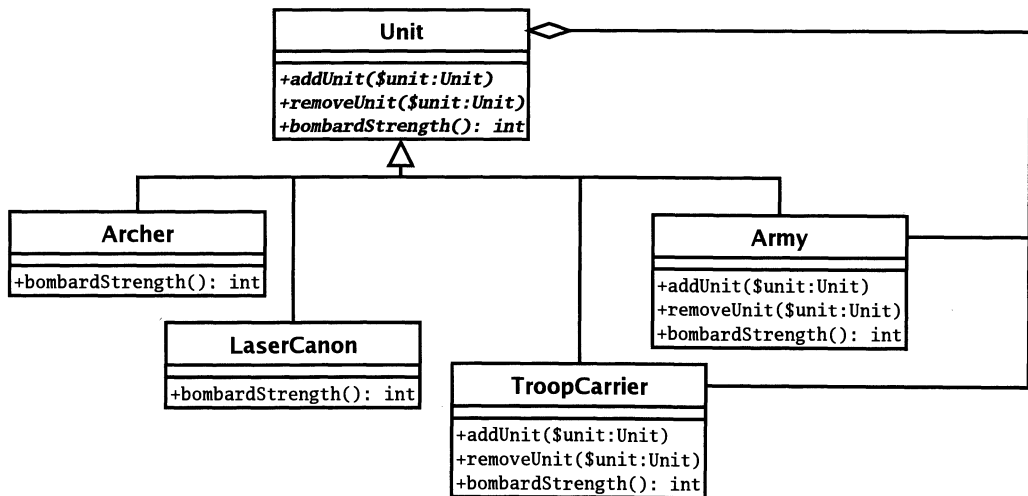 Unit
+addUnit($unit:Unit)
+removeUnit($unit:Unit)
+bombardStrength(): int
Archer
+bombardStrength(): int
LaserCanon
+bombardStrength(): int
TroopCarrier
+addUnit($unit:Unit)
+removeUnit($unit:Unit)
+bombardStrength(): int
Army
+addUnit($unit:Unit)
+removeUnit($unit:Unit)
+bombardStrength(): int